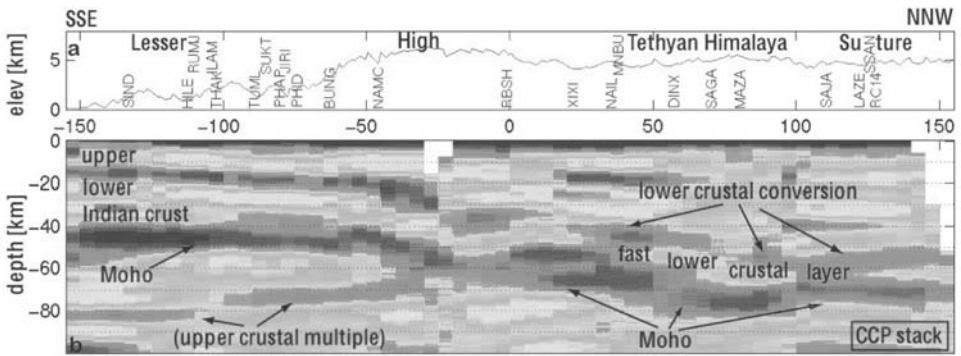 SSE NNW
a Lesser High Tethyan Himalaya Suture
elev [km]
5
0
SIND
HILE
RUMJ
THAK
ILAM
TUML
SUKT
PHAP
JIRI
PHID
BUNG
NAMC
RBSH
XIXI
NAIL
MNBU
DINX
SAGA
MAZA
SAJA
LAZE
RC14
SSAN
−150 −100 −50 0 50 100 150
depth [km]
0
−20
−40
−60
−80
upper
lower
Indian crust
Moho
(upper crustal multiple)
lower crustal conversion
fast lower crustal layer
Moho
CCP stack
b